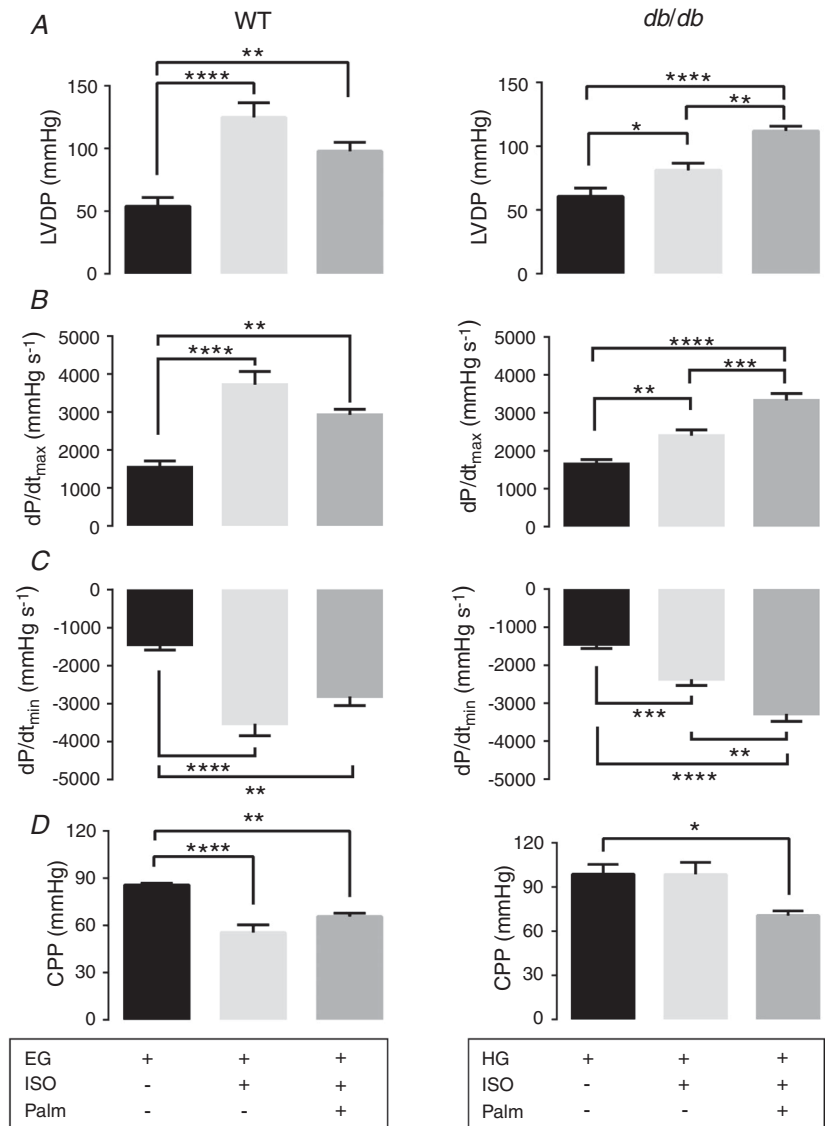 A WT db/db
** ****
**** **
*
150 150
100 100
50 50
0 0
LVDP (mmHg) LVDP (mmHg)
B
** ****
**** ***
**
5000 5000
4000 4000
3000 3000
2000 2000
1000 1000
0 0
dP/dtmax (mmHg s-1) dP/dtmax (mmHg s-1)
C
0 0
-1000 -1000
-2000 -2000
-3000 -3000
-4000 -4000
-5000 -5000
dP/dtmin (mmHg s-1) dP/dtmin (mmHg s-1)
*** 
**** **
** ****
D
** *
****
120 120
90 90
60 60
30 30
0 0
CPP (mmHg) CPP (mmHg)
EG + + + HG + + +
ISO - + + ISO - + +
Palm - - + Palm - - +